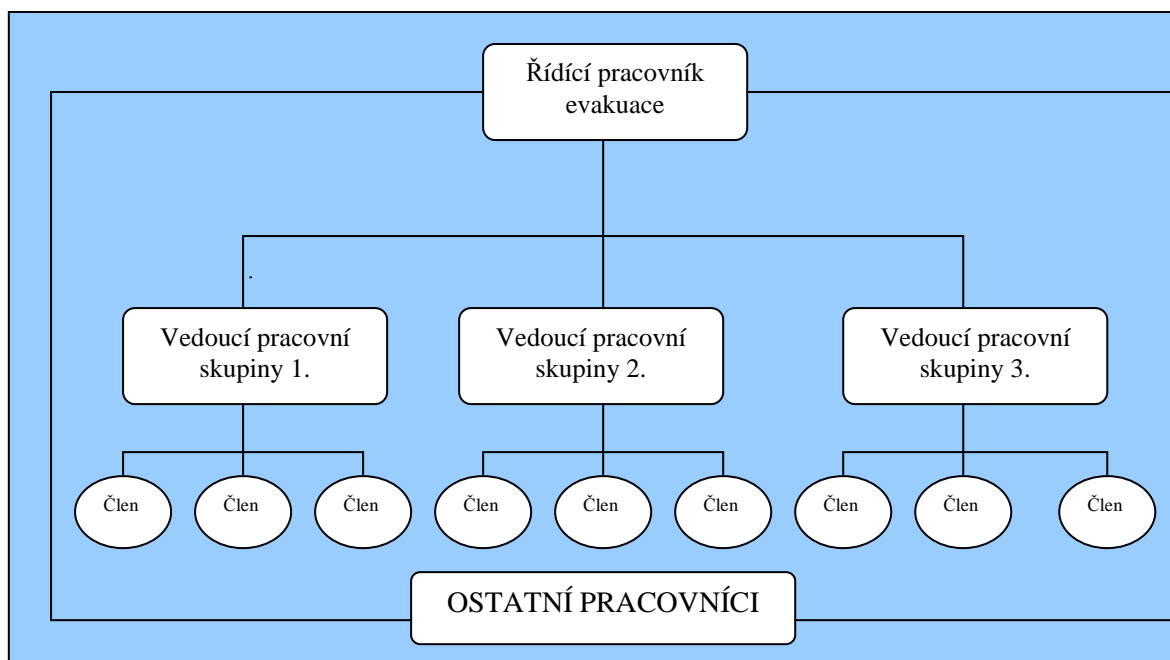 Řídící pracovník
evakuace
.
Vedoucí pracovní
skupiny 1.
Vedoucí pracovní
skupiny 2.
Vedoucí pracovní
skupiny 3.
Člen
Člen
Člen
Člen
Člen
Člen
Člen
Člen
Člen
OSTATNÍ PRACOVNÍCI